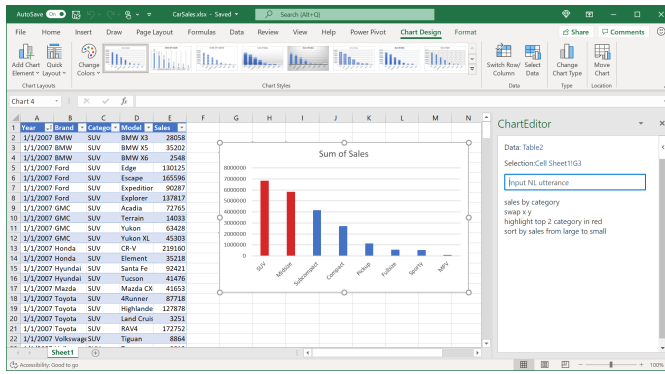 AutoSave On CarSales.xlsx - Saved Search (Alt+Q)
File Home Insert Draw Page Layout Formulas Data Review View Help Power Pivot Chart Design Format Share Comments
Add Chart Element Quick Layout Change Colors Switch Row/ Column Select Data Change Chart Type Move Chart
Chart Layouts Chart Styles Data Type Location
Chart 4 fx
A B C D E F G H I J K L M N
1 Year Brand Catego Model Sales
2 1/1/2007 BMW SUV BMW X3 28058
3 1/1/2007 BMW SUV BMW X5 35202
4 1/1/2007 BMW SUV BMW X6 2548
5 1/1/2007 Ford SUV Edge 130125
6 1/1/2007 Ford SUV Escape 165596
7 1/1/2007 Ford SUV Expedition 90287
8 1/1/2007 Ford SUV Explorer 137817
9 1/1/2007 GMC SUV Acadia 72765
10 1/1/2007 GMC SUV Terrain 14033
11 1/1/2007 GMC SUV Yukon 63428
12 1/1/2007 GMC SUV Yukon XL 45303
13 1/1/2007 Honda SUV CR-V 219160
14 1/1/2007 Honda SUV Element 35218
15 1/1/2007 Hyundai SUV Santa Fe 92421
16 1/1/2007 Hyundai SUV Tucson 41476
17 1/1/2007 Mazda SUV Mazda CX 41653
18 1/1/2007 Toyota SUV 4Runner 87718
19 1/1/2007 Toyota SUV Highlande 127878
20 1/1/2007 Toyota SUV Land Cruis 3251
21 1/1/2007 Toyota SUV RAV4 172752
22 1/1/2007 Volkswage SUV Tiguan 8864
Sum of Sales
8000000
7000000
6000000
5000000
4000000
3000000
2000000
1000000
0
SUV Midsize Subcompact Compact Pickup Fullsize Sporty MPV
ChartEditor
Data: Table2
Selection:Cell Sheet1!G3
Input NL utterance
sales by category
swap x y
highlight top 2 category in red
sort by sales from large to small
Sheet1
Accessibility: Good to go 100%